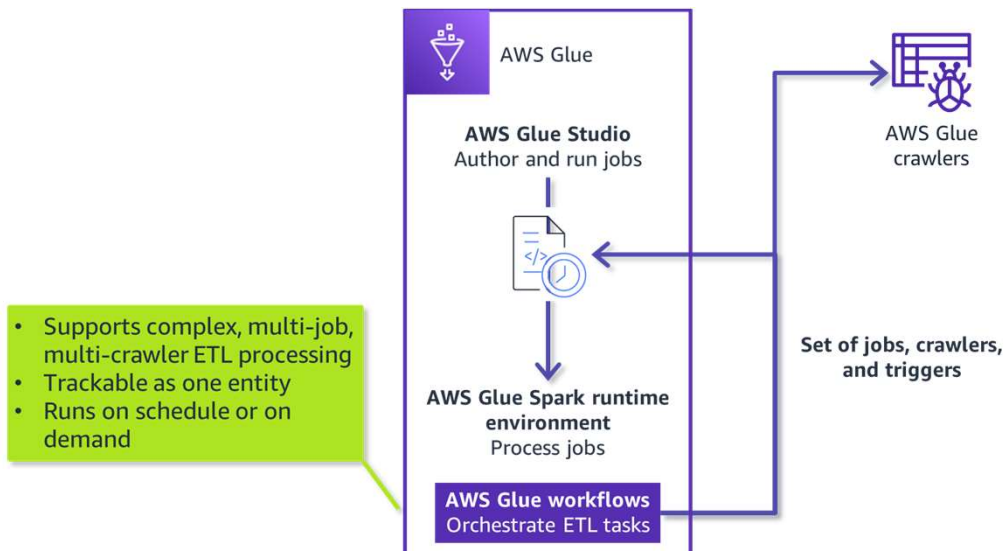 AWS Glue
AWS Glue Studio
Author and run jobs
</>
AWS Glue
crawlers
• Supports complex, multi-job,
multi-crawler ETL processing
• Trackable as one entity
• Runs on schedule or on
demand
Set of jobs, crawlers,
and triggers
AWS Glue Spark runtime
environment
Process jobs
AWS Glue workflows
Orchestrate ETL tasks